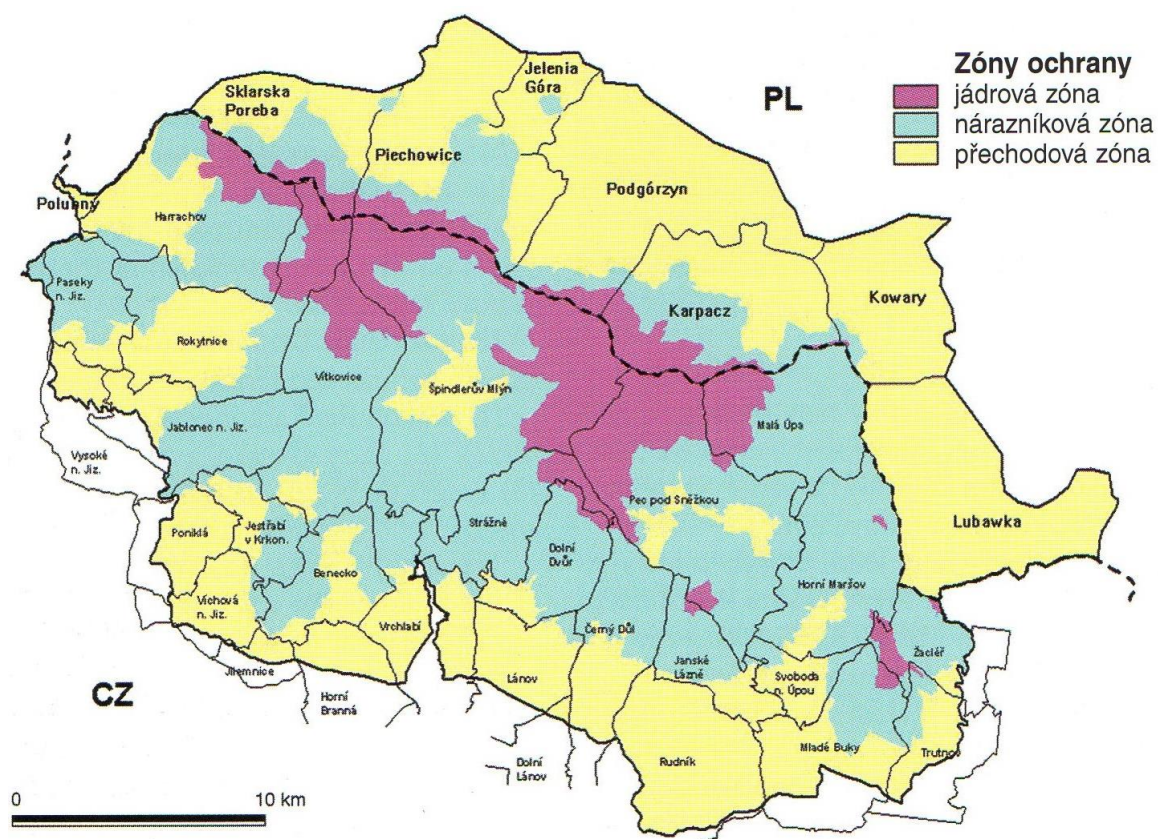 Zóny ochrany
jádrová zóna
nárazníková zóna
přechodová zóna
PL
Jelenia
Góra
Sklarska
Poreba
Piechowice
Podgórzyn
Polubny
Harrachov
Paseky
n. Jiz.
Karpacz
Kowary
Rokytnice
Vítkovice
Špindlerův Mlýn
Malá Úpa
Jablonec n. Jiz.
Vysoké
n. Jiz.
Pec pod Sněžkou
Lubawka
Poniklá
Jestřabí
v Krkon.
Strážné
Dolní
Dvůr
Benecko
Horní Maršov
Víchová
n. Jiz.
Vrchlabí
Černý Důl
Žacléř
Jilemnice
Lánov
Janské
Lázně
Svoboda
n. Úpou
CZ
Horní
Branná
Mladé Buky
Trutnov
Dolní
Lánov
Rudník
0 10 km